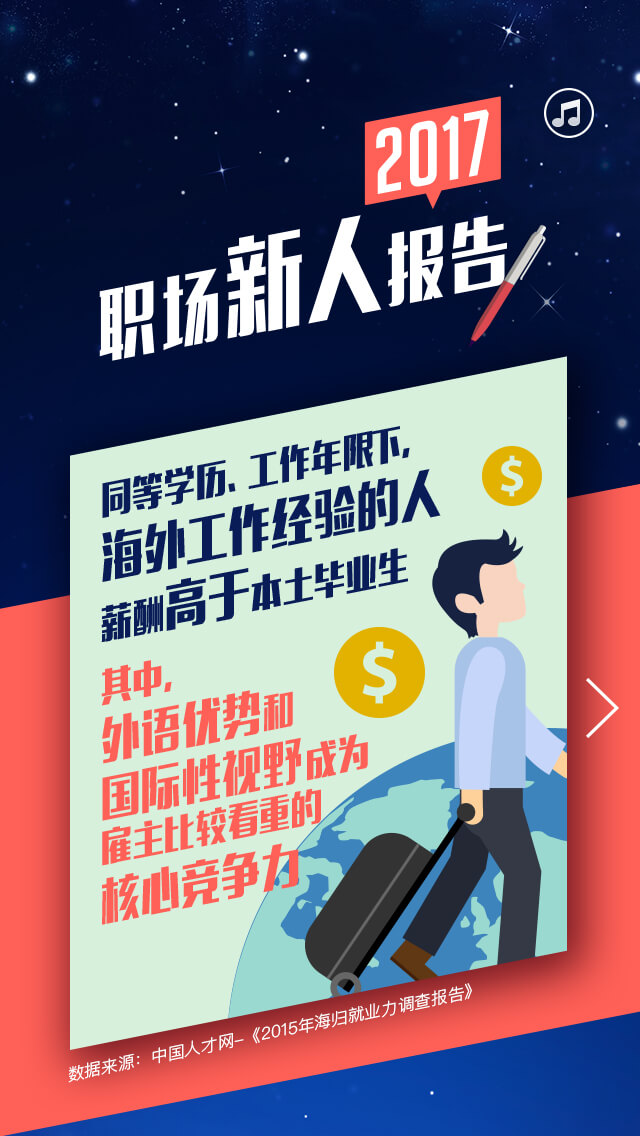 2017
职场新人报告
同等学历、工作年限下,
海外工作经验的人
薪酬高于本土毕业生
$
$
其中,
外语优势和
国际性视野成为
雇主比较看重的
核心竞争力
数据来源：中国人才网-《2015年海归就业力调查报告》